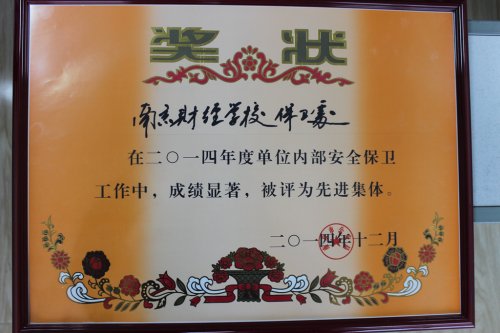 奖 状
南京财经学校保卫处
在二〇一四年度单位内部安全保卫
工作中，成绩显著，被评为先进集体。
二〇一四年十二月